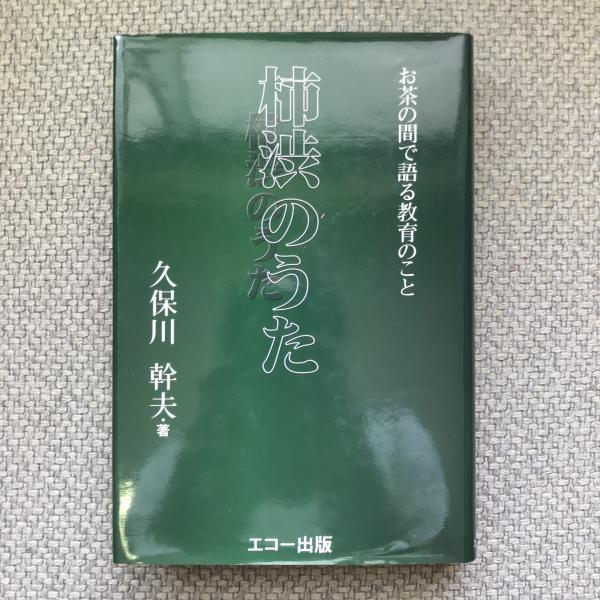 お茶の間で語る教育のこと
柿渋のうた
久保川 幹夫・著
エコー出版